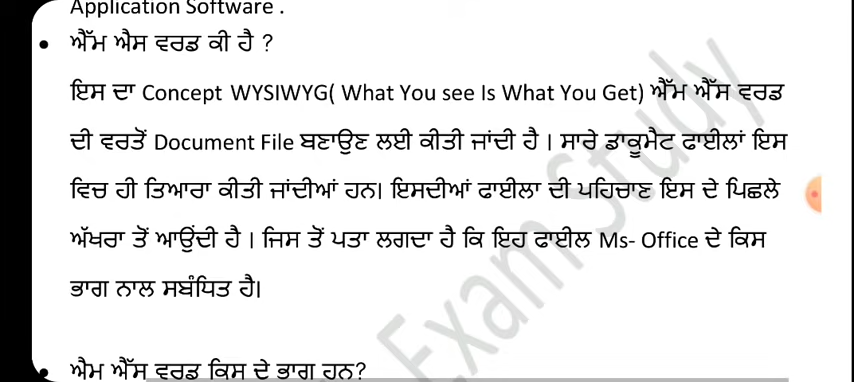 Application Software .
• ਐੱਮ ਐਸ ਵਰਡ ਕੀ ਹੈ ?
ਇਸ ਦਾ Concept WYSIWYG( What You see Is What You Get) ਐੱਮ ਐੱਸ ਵਰਡ
ਦੀ ਵਰਤੋਂ Document File ਬਣਾਉਣ ਲਈ ਕੀਤੀ ਜਾਂਦੀ ਹੈ । ਸਾਰੇ ਡਾਕੂਮੈਟ ਫਾਈਲਾਂ ਇਸ
ਵਿਚ ਹੀ ਤਿਆਰਾ ਕੀਤੀ ਜਾਂਦੀਆਂ ਹਨ। ਇਸਦੀਆਂ ਫਾਈਲਾ ਦੀ ਪਹਿਚਾਣ ਇਸ ਦੇ ਪਿਛਲੇ
ਅੱਖਰਾ ਤੋਂ ਆਉਂਦੀ ਹੈ । ਜਿਸ ਤੋਂ ਪਤਾ ਲਗਦਾ ਹੈ ਕਿ ਇਹ ਫਾਈਲ Ms- Office ਦੇ ਕਿਸ
ਭਾਗ ਨਾਲ ਸਬੰਧਿਤ ਹੈ।
• ਐਮ ਐੱਸ ਵਰਡ ਕਿਸ ਦੇ ਭਾਗ ਹਨ?
Exam Study